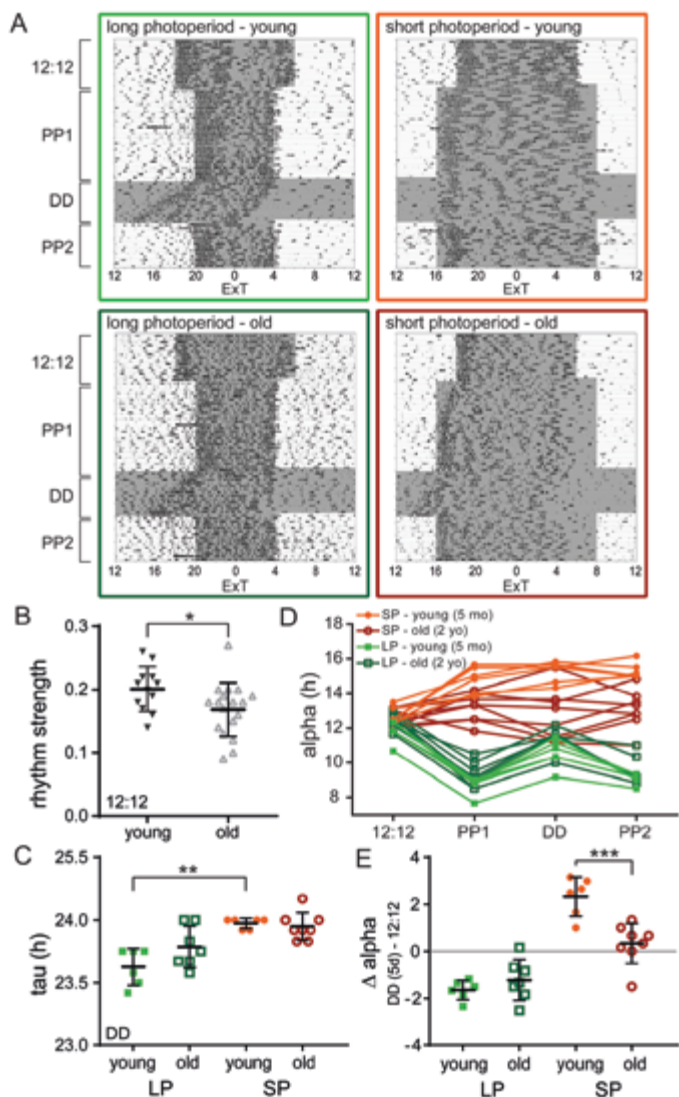 A
long photoperiod - young
short photoperiod - young
12:12
PP1
DD
PP2
12 16 20 0 4 8 12
ExT
12 16 20 0 4 8 12
ExT
long photoperiod - old
short photoperiod - old
12:12
PP1
DD
PP2
12 16 20 0 4 8 12
ExT
12 16 20 0 4 8 12
ExT
B
rhythm strength
0.3
0.2
0.1
0.0
*
12:12
young old
C
tau (h)
25.5
24.0
23.5
23.0
**
DD
young old young old
LP SP
D
SP - young (5 mo)
SP - old (2 yo)
LP - young (5 mo)
LP - old (2 yo)
alpha (h)
18
16
14
12
10
8
12:12 PP1 DD PP2
E
Δ alpha
DD (5d) - 12:12
4
2
0
-2
-4
***
young old young old
LP SP